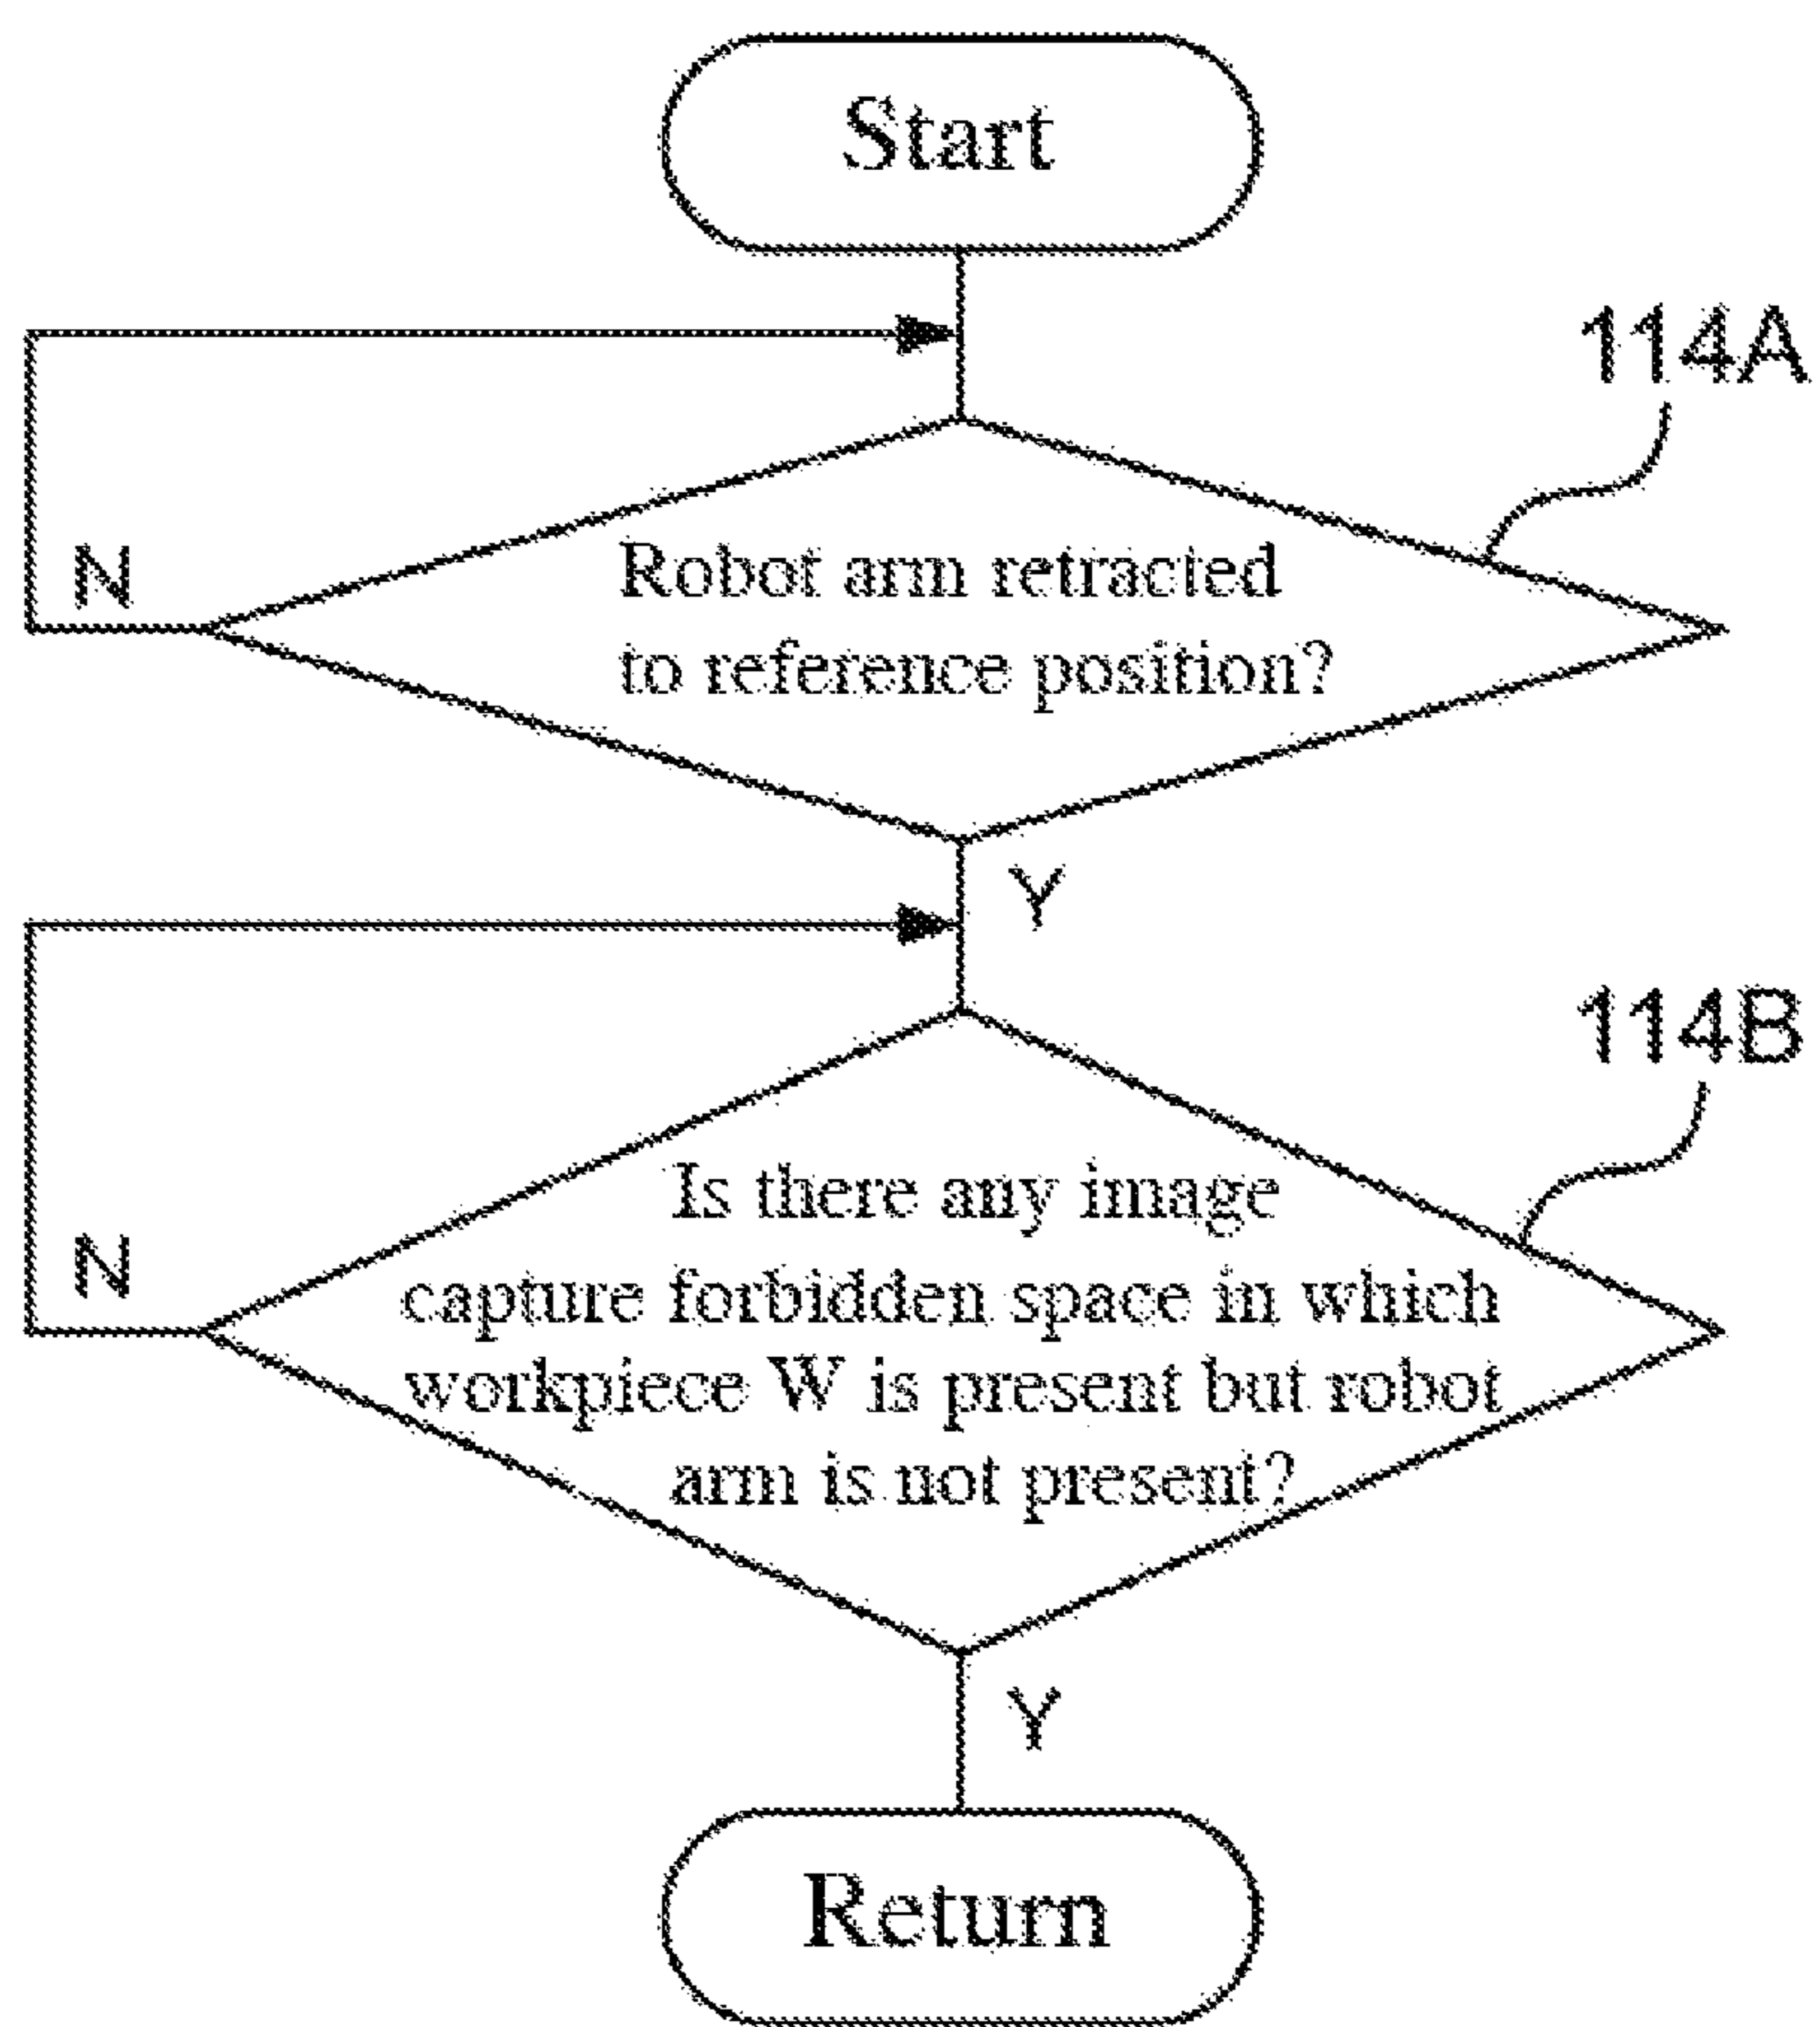 Start
114A
N
Robot arm retracted
to reference position?
Y
114B
N
Is there any image
capture forbidden space in which
workpiece W is present but robot
arm is not present?
Y
Return